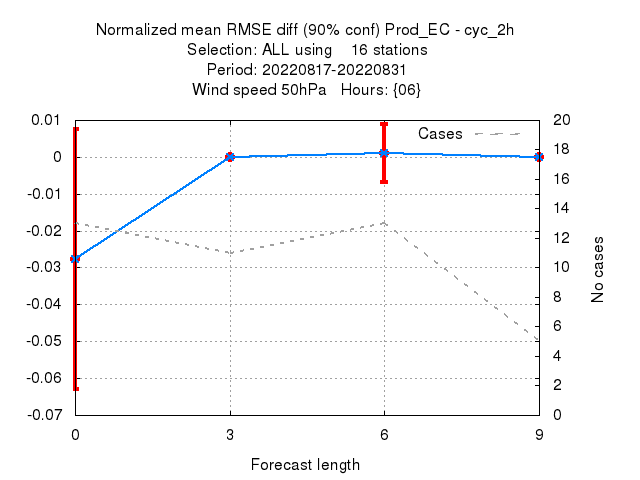 Normalized mean RMSE diff (90% conf) Prod_EC - cyc_2h
Selection: ALL using 16 stations
Period: 20220817-20220831
Wind speed 50hPa Hours: {06}
0.01
0
-0.01
-0.02
-0.03
-0.04
-0.05
-0.06
-0.07
Cases
20
18
16
14
12
10
8
6
4
2
0
No cases
0 3 6 9
Forecast length